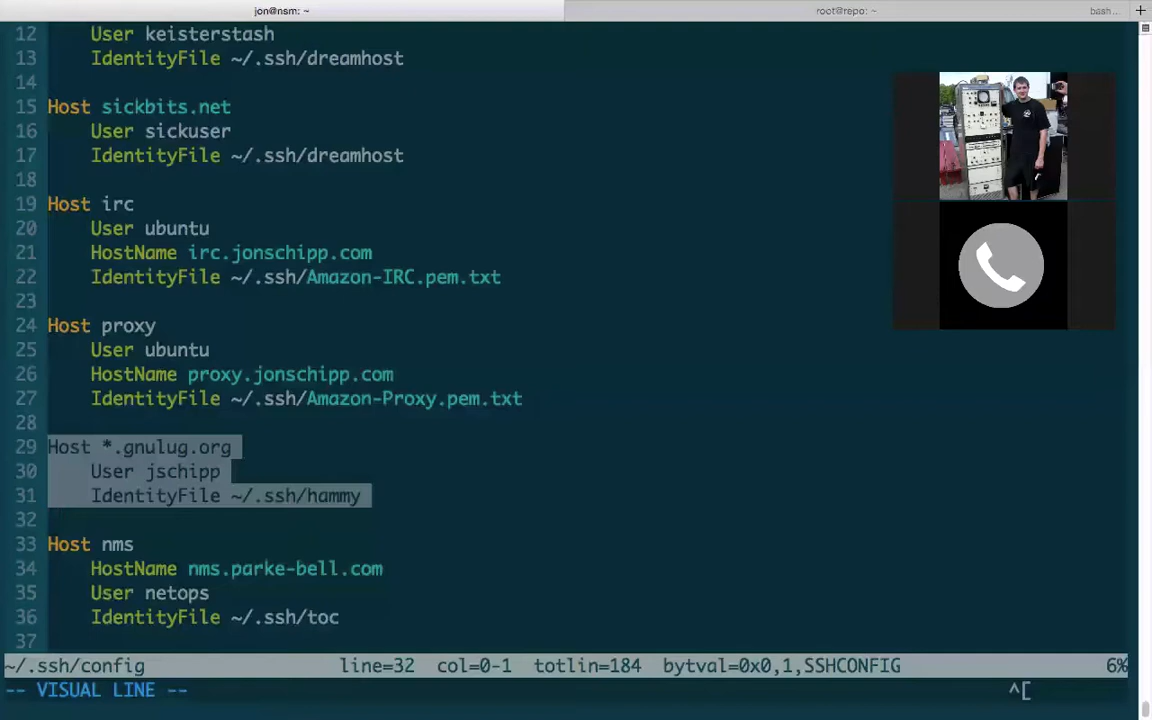 jon@nsm: ~ root@repo: ~ bash... +
12 User keisterstash
13 IdentityFile ~/.ssh/dreamhost
14
15 Host sickbits.net
16 User sickuser
17 IdentityFile ~/.ssh/dreamhost
18
19 Host irc
20 User ubuntu
21 HostName irc.jonschipp.com
22 IdentityFile ~/.ssh/Amazon-IRC.pem.txt
23
24 Host proxy
25 User ubuntu
26 HostName proxy.jonschipp.com
27 IdentityFile ~/.ssh/Amazon-Proxy.pem.txt
28
29 Host *.gnulug.org
30 User jschipp
31 IdentityFile ~/.ssh/hammy
32
33 Host nms
34 HostName nms.parke-bell.com
35 User netops
36 IdentityFile ~/.ssh/toc
37
~/.ssh/config line=32 col=0-1 totlin=184 bytval=0x0,1,SSHCONFIG 6%
-- VISUAL LINE -- ^[